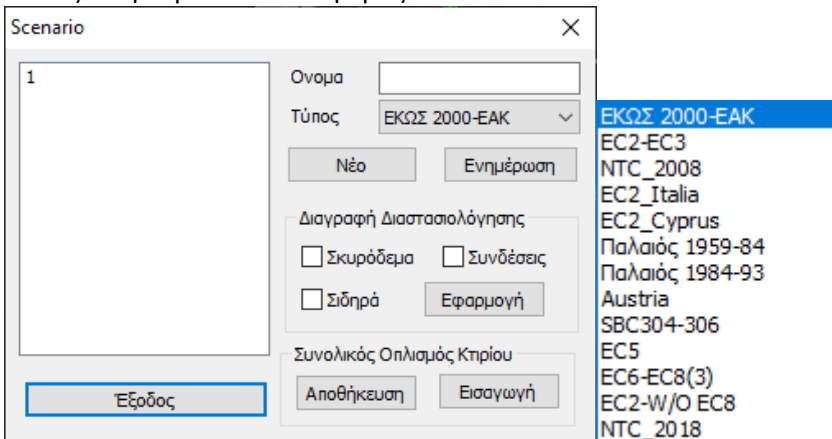 Scenario
1
Ονομα
Τύπος ΕΚΩΣ 2000-ΕΑΚ
Νέο Ενημέρωση
Διαγραφή Διαστασιολόγησης
Σκυρόδεμα Συνδέσεις
Σιδηρά Εφαρμογή
Συνολικός Οπλισμός Κτιρίου
Αποθήκευση Εισαγωγή
Έξοδος
ΕΚΩΣ 2000-ΕΑΚ
EC2-EC3
NTC_2008
EC2_Italia
EC2_Cyprus
Παλαιός 1959-84
Παλαιός 1984-93
Austria
SBC304-306
EC5
EC6-EC8(3)
EC2-W/O EC8
NTC_2018